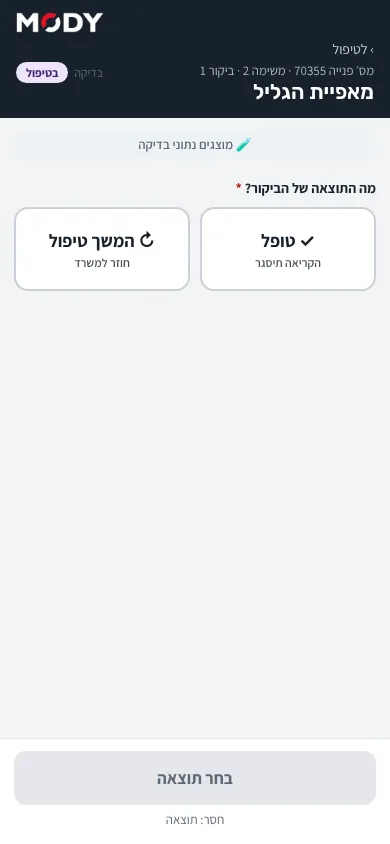 MODY
› לטיפול
מס' פנייה 70355 · משימה 2 · ביקור 1
בדיקה
בטיפול
מאפיית הגליל
🧪 מוצגים נתוני בדיקה
מה התוצאה של הביקור? *
✓ טופל
הקריאה תיסגר
↻ המשך טיפול
חוזר למשרד
בחר תוצאה
חסר: תוצאה